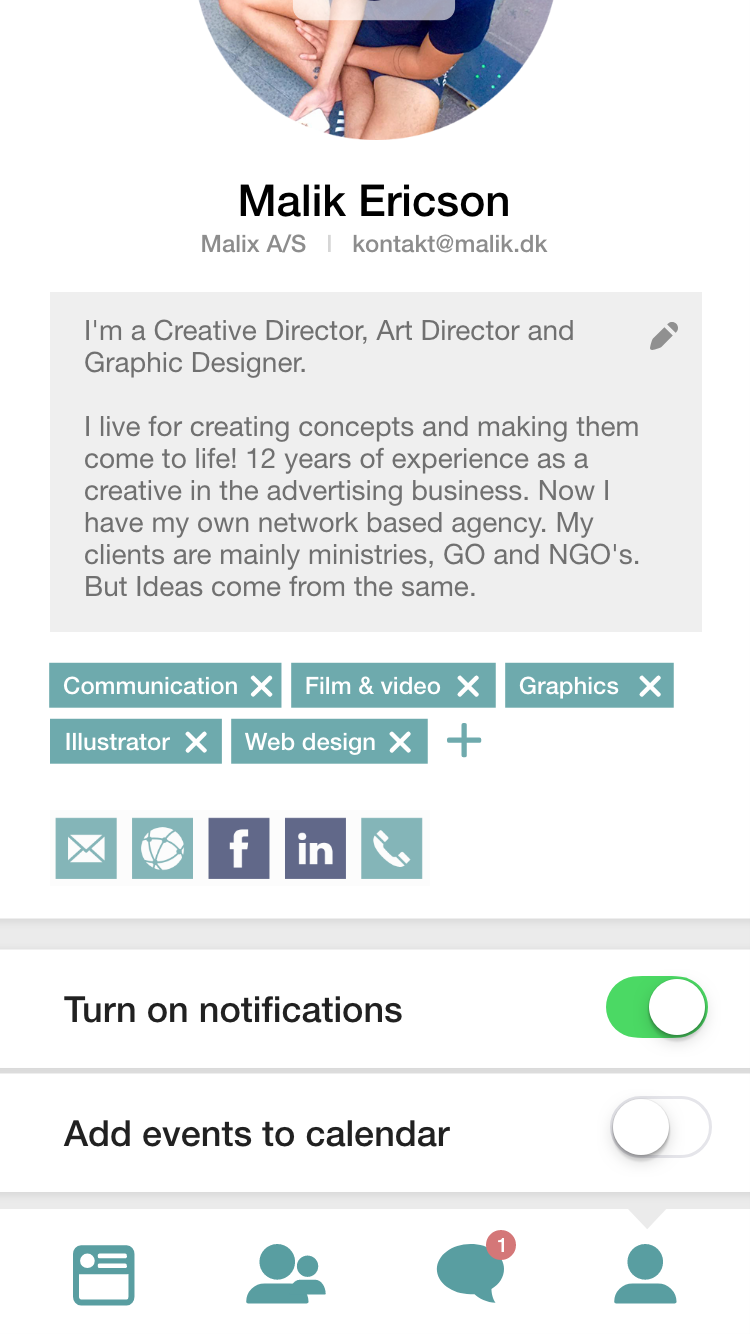 Malik Ericson
Malix A/S | kontakt@malik.dk
I'm a Creative Director, Art Director and
Graphic Designer.
I live for creating concepts and making them
come to life! 12 years of experience as a
creative in the advertising business. Now I
have my own network based agency. My
clients are mainly ministries, GO and NGO's.
But Ideas come from the same.
Communication Film & video Graphics
Illustrator Web design
f in
Turn on notifications
Add events to calendar
1